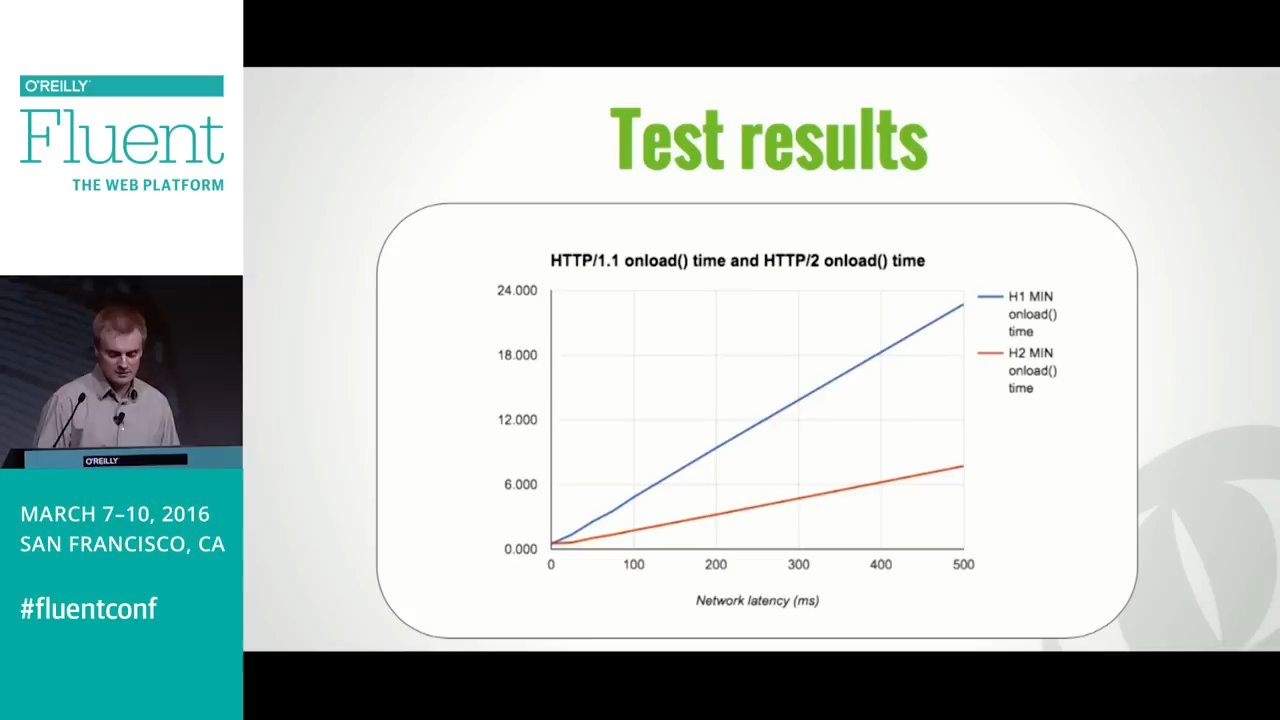 O'REILLY
Fluent
THE WEB PLATFORM
O'REILLY
MARCH 7–10, 2016
SAN FRANCISCO, CA
#fluentconf
Test results
HTTP/1.1 onload() time and HTTP/2 onload() time
24.000
18.000
12.000
6.000
0.000
0 100 200 300 400 500
Network latency (ms)
H1 MIN
onload()
time
H2 MIN
onload()
time